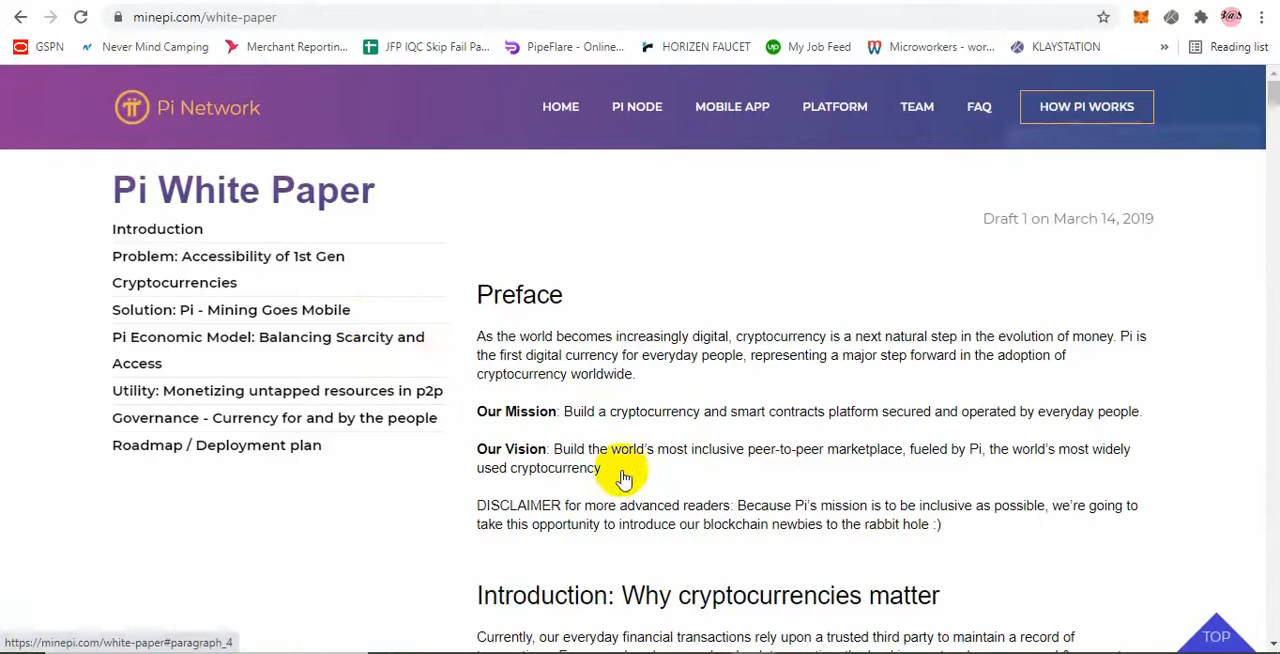 minepi.com/white-paper
GSPN
Never Mind Camping
Merchant Reportin...
JFP IQC Skip Fail Pa...
PipeFlare - Online...
HORIZEN FAUCET
My Job Feed
Microworkers - wor...
KLAYSTATION
»
Reading list
Pi Network
HOME
PI NODE
MOBILE APP
PLATFORM
TEAM
FAQ
HOW PI WORKS
Pi White Paper
Introduction
Problem: Accessibility of 1st Gen
Cryptocurrencies
Solution: Pi - Mining Goes Mobile
Pi Economic Model: Balancing Scarcity and
Access
Utility: Monetizing untapped resources in p2p
Governance - Currency for and by the people
Roadmap / Deployment plan
Draft 1 on March 14, 2019
Preface
As the world becomes increasingly digital, cryptocurrency is a next natural step in the evolution of money. Pi is
the first digital currency for everyday people, representing a major step forward in the adoption of
cryptocurrency worldwide.
Our Mission: Build a cryptocurrency and smart contracts platform secured and operated by everyday people.
Our Vision: Build the world's most inclusive peer-to-peer marketplace, fueled by Pi, the world's most widely
used cryptocurrency
DISCLAIMER for more advanced readers: Because Pi's mission is to be inclusive as possible, we're going to
take this opportunity to introduce our blockchain newbies to the rabbit hole :)
Introduction: Why cryptocurrencies matter
Currently, our everyday financial transactions rely upon a trusted third party to maintain a record of
https://minepi.com/white-paper#paragraph_4
TOP